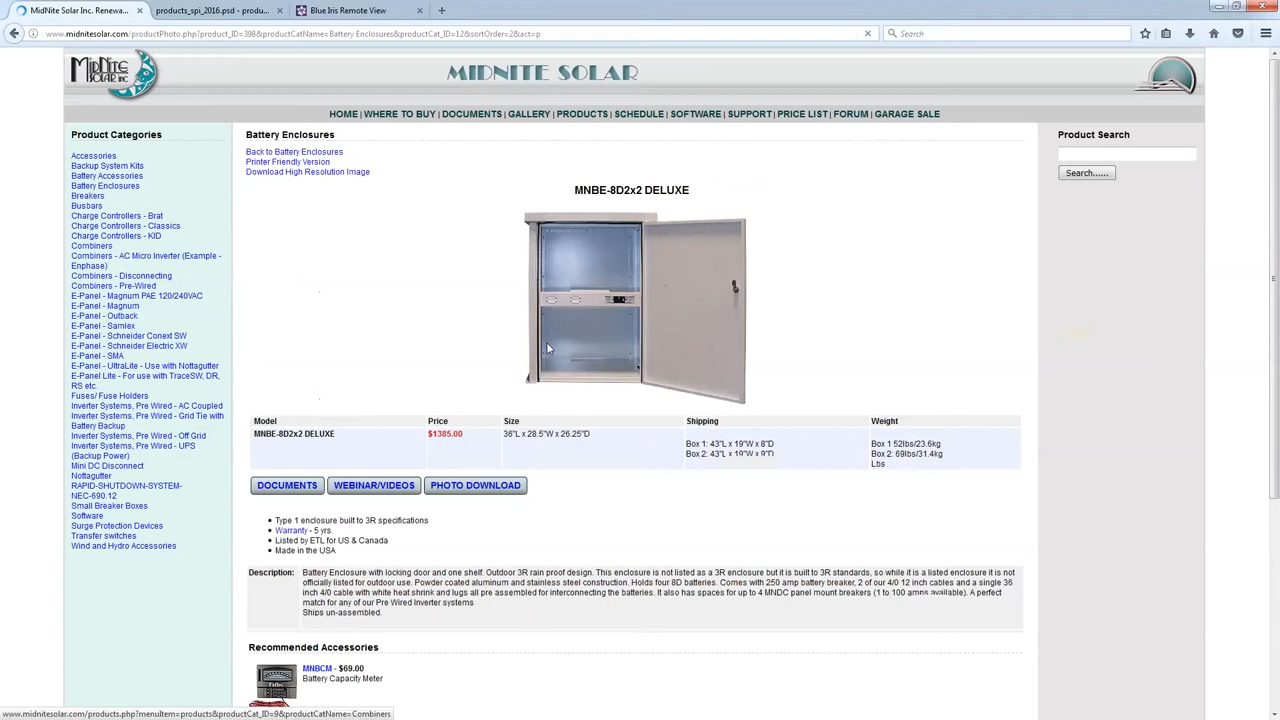 MidNite Solar Inc. Renewa...
products_spi_2016.psd - produ...
Blue Iris Remote View
www.midnitesolar.com/productPhoto.php?product_ID=398&productCatName=Battery Enclosures&productCat_ID=12&sortOrder=2&act=p
Search
MIDNITE SOLAR INC
MIDNITE SOLAR
HOME | WHERE TO BUY | DOCUMENTS | GALLERY | PRODUCTS | SCHEDULE | SOFTWARE | SUPPORT | PRICE LIST | FORUM | GARAGE SALE
Product Categories
Accessories
Backup System Kits
Battery Accessories
Battery Enclosures
Breakers
Busbars
Charge Controllers - Brat
Charge Controllers - Classics
Charge Controllers - KID
Combiners
Combiners - AC Micro Inverter (Example -
Enphase)
Combiners - Disconnecting
Combiners - Pre-Wired
E-Panel - Magnum PAE 120/240VAC
E-Panel - Magnum
E-Panel - Outback
E-Panel - Samlex
E-Panel - Schneider Conext SW
E-Panel - Schneider Electric XW
E-Panel - SMA
E-Panel - UltraLite - Use with Nottagutter
E-Panel Lite - For use with TraceSW, DR,
RS etc.
Fuses/ Fuse Holders
Inverter Systems, Pre Wired - AC Coupled
Inverter Systems, Pre Wired - Grid Tie with
Battery Backup
Inverter Systems, Pre Wired - Off Grid
Inverter Systems, Pre Wired - UPS
(Backup Power)
Mini DC Disconnect
Nottagutter
RAPID-SHUTDOWN-SYSTEM-
NEC-690.12
Small Breaker Boxes
Software
Surge Protection Devices
Transfer switches
Wind and Hydro Accessories
Battery Enclosures
Back to Battery Enclosures
Printer Friendly Version
Download High Resolution Image
MNBE-8D2x2 DELUXE
Model Price Size Shipping Weight
MNBE-8D2x2 DELUXE $1385.00 36"L x 28.5"W x 26.25"D
Box 1: 43"L x 19"W x 8"D Box 1 52lbs/23.6kg
Box 2: 43"L x 19"W x 9"D Box 2: 69lbs/31.4kg
Lbs
DOCUMENTS WEBINAR/VIDEOS PHOTO DOWNLOAD
Type 1 enclosure built to 3R specifications
Warranty - 5 yrs.
Listed by ETL for US & Canada
Made in the USA
Description: Battery Enclosure with locking door and one shelf. Outdoor 3R rain proof design. This enclosure is not listed as a 3R enclosure but it is built to 3R standards, so while it is a listed enclosure it is not
officially listed for outdoor use. Powder coated aluminum and stainless steel construction. Holds four 8D batteries. Comes with 250 amp battery breaker, 2 of our 4/0 12 inch cables and a single 36
inch 4/0 cable with white heat shrink and lugs all pre assembled for interconnecting the batteries. It also has spaces for up to 4 MNDC panel mount breakers (1 to 100 amps available). A perfect
match for any of our Pre Wired Inverter systems
Ships un-assembled.
Recommended Accessories
MNBCM - $69.00
Battery Capacity Meter
Product Search
Search......
www.midnitesolar.com/products.php?menuItem=products&productCat_ID=9&productCatName=Combiners